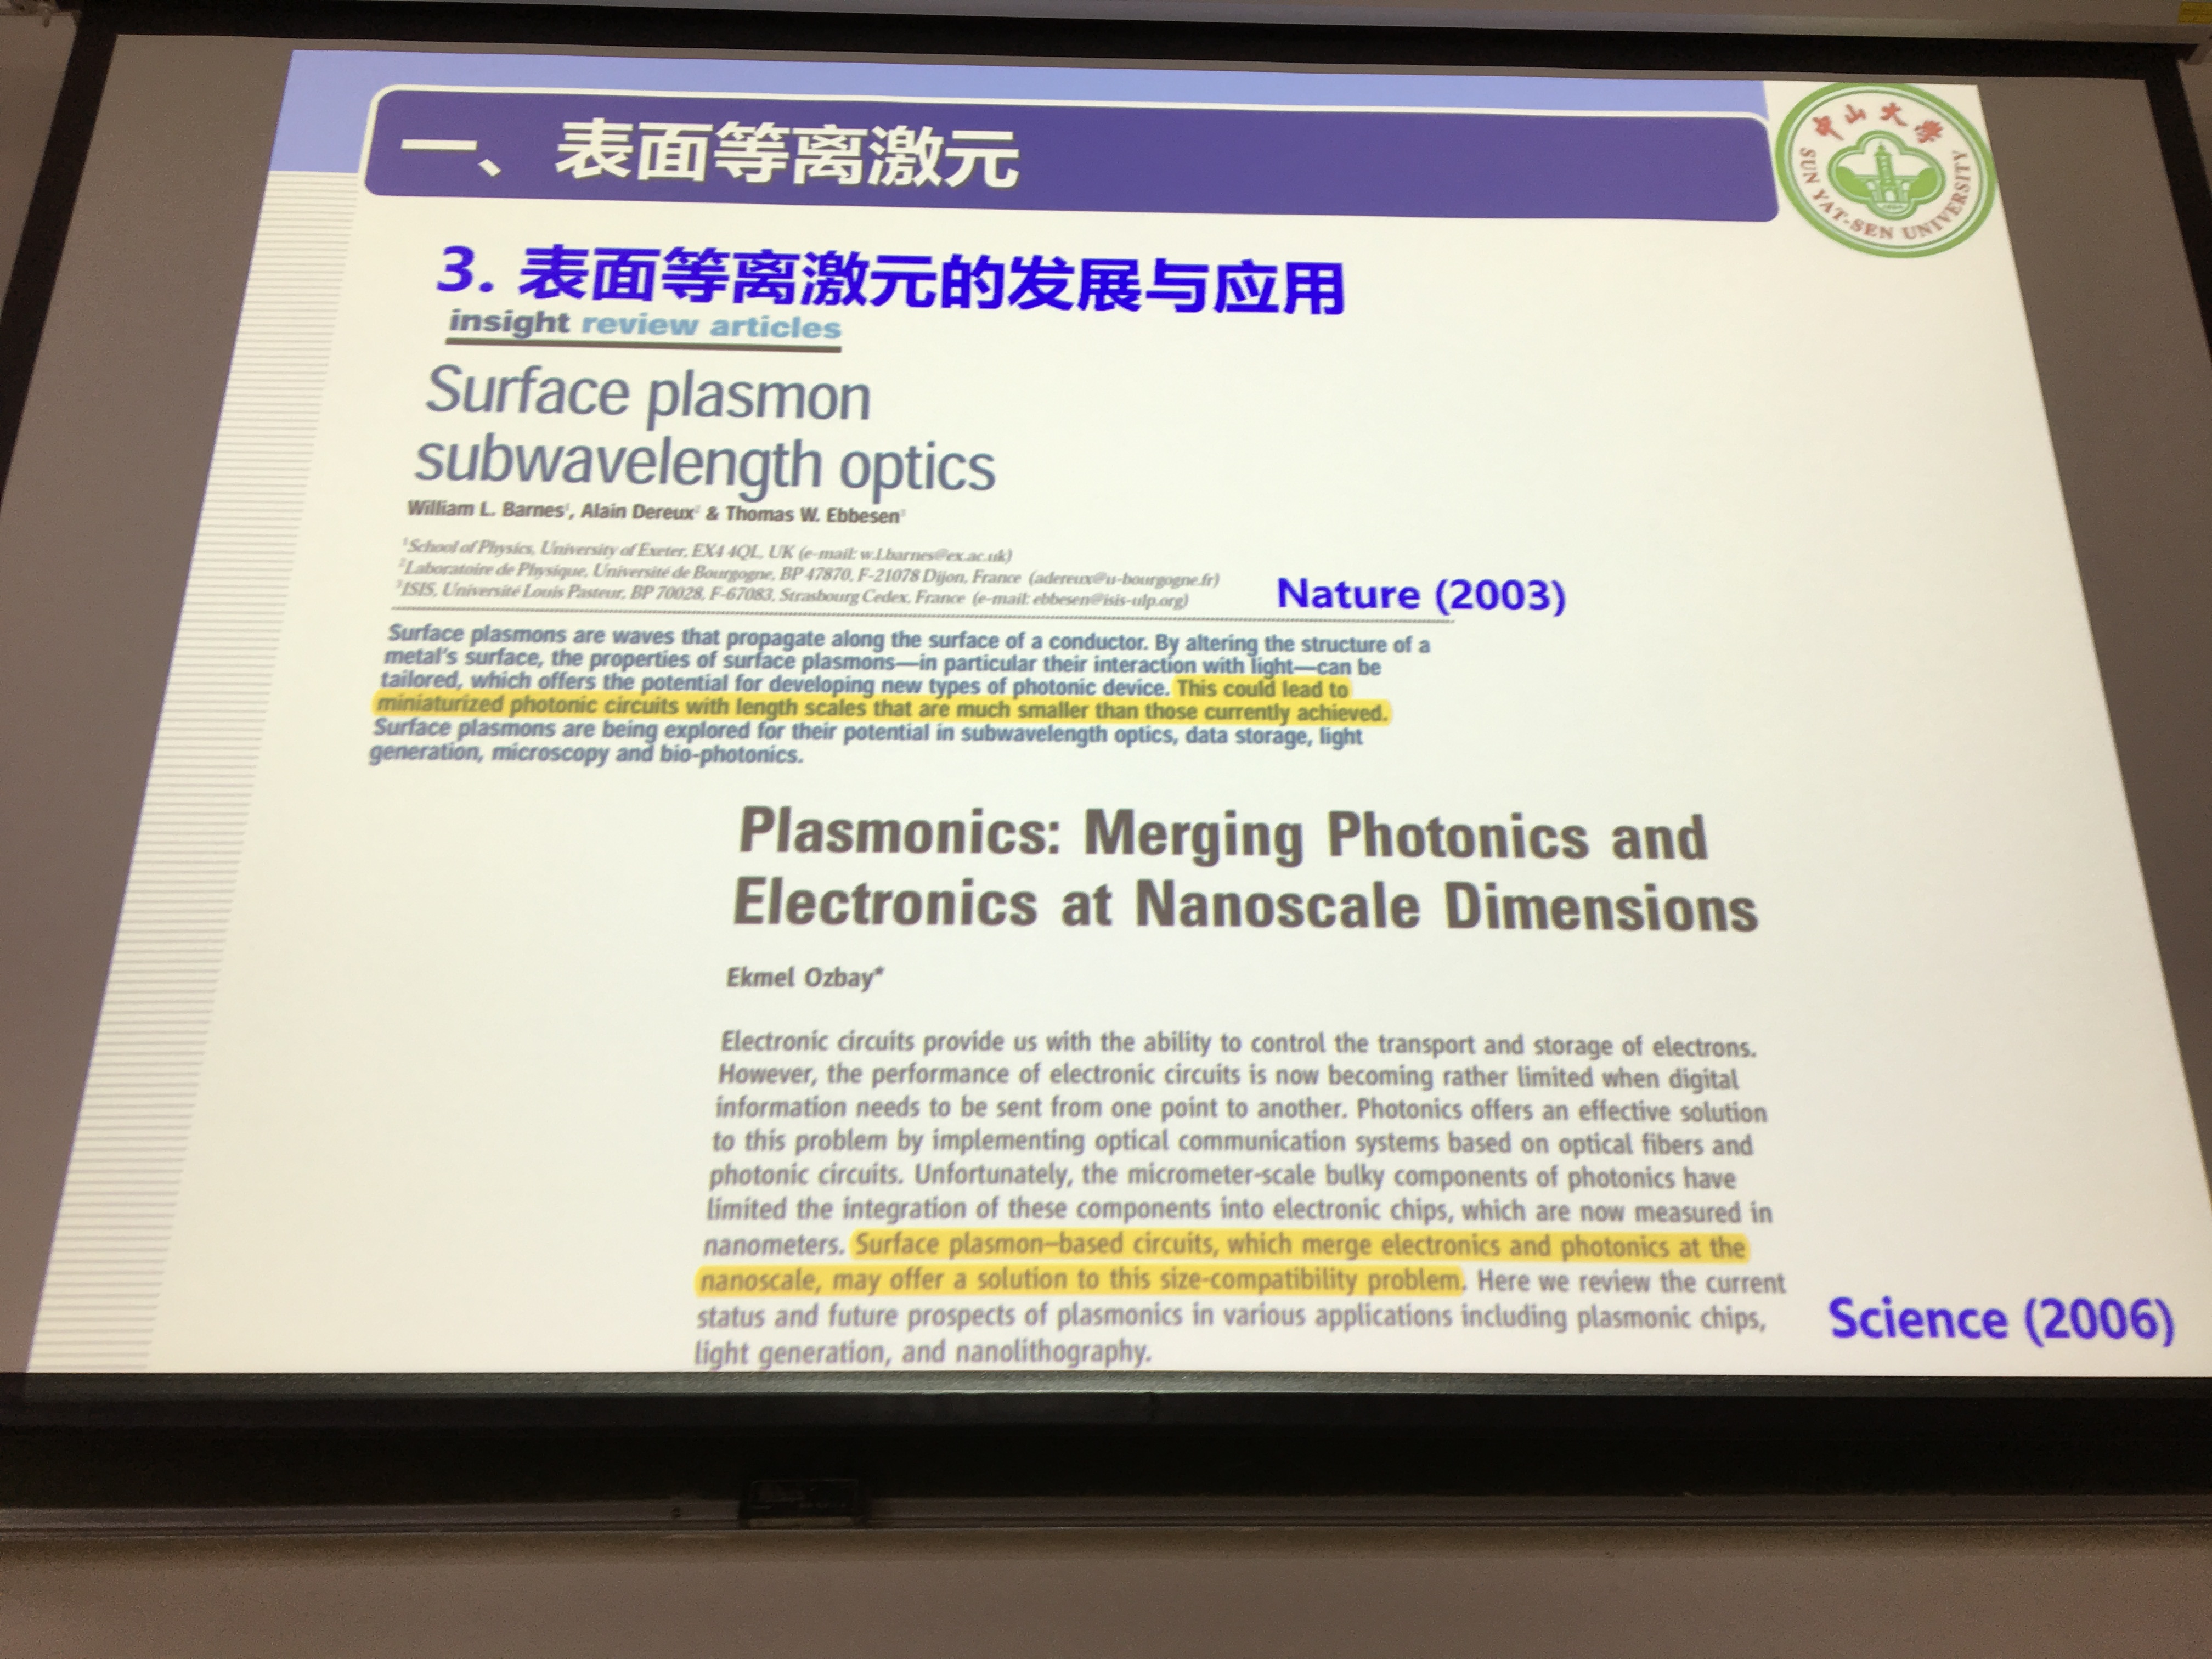 一、表面等离激元
中山大学
SUN YAT-SEN UNIVERSITY
3. 表面等离激元的发展与应用
insight review articles
Surface plasmon
subwavelength optics
William L. Barnes¹, Alain Dereux² & Thomas W. Ebbesen³
¹School of Physics, University of Exeter, EX4 4QL, UK (e-mail: w.l.barnes@ex.ac.uk)
²Laboratoire de Physique, Université de Bourgogne, BP 47870, F-21078 Dijon, France (adereux@u-bourgogne.fr)
³ISIS, Université Louis Pasteur, BP 70028, F-67083, Strasbourg Cedex, France (e-mail: ebbesen@isis-ulp.org)
Nature (2003)
Surface plasmons are waves that propagate along the surface of a conductor. By altering the structure of a
metal's surface, the properties of surface plasmons—in particular their interaction with light—can be
tailored, which offers the potential for developing new types of photonic device. This could lead to
miniaturized photonic circuits with length scales that are much smaller than those currently achieved.
Surface plasmons are being explored for their potential in subwavelength optics, data storage, light
generation, microscopy and bio-photonics.
Plasmonics: Merging Photonics and
Electronics at Nanoscale Dimensions
Ekmel Ozbay*
Electronic circuits provide us with the ability to control the transport and storage of electrons.
However, the performance of electronic circuits is now becoming rather limited when digital
information needs to be sent from one point to another. Photonics offers an effective solution
to this problem by implementing optical communication systems based on optical fibers and
photonic circuits. Unfortunately, the micrometer-scale bulky components of photonics have
limited the integration of these components into electronic chips, which are now measured in
nanometers. Surface plasmon–based circuits, which merge electronics and photonics at the
nanoscale, may offer a solution to this size-compatibility problem. Here we review the current
status and future prospects of plasmonics in various applications including plasmonic chips,
light generation, and nanolithography.
Science (2006)